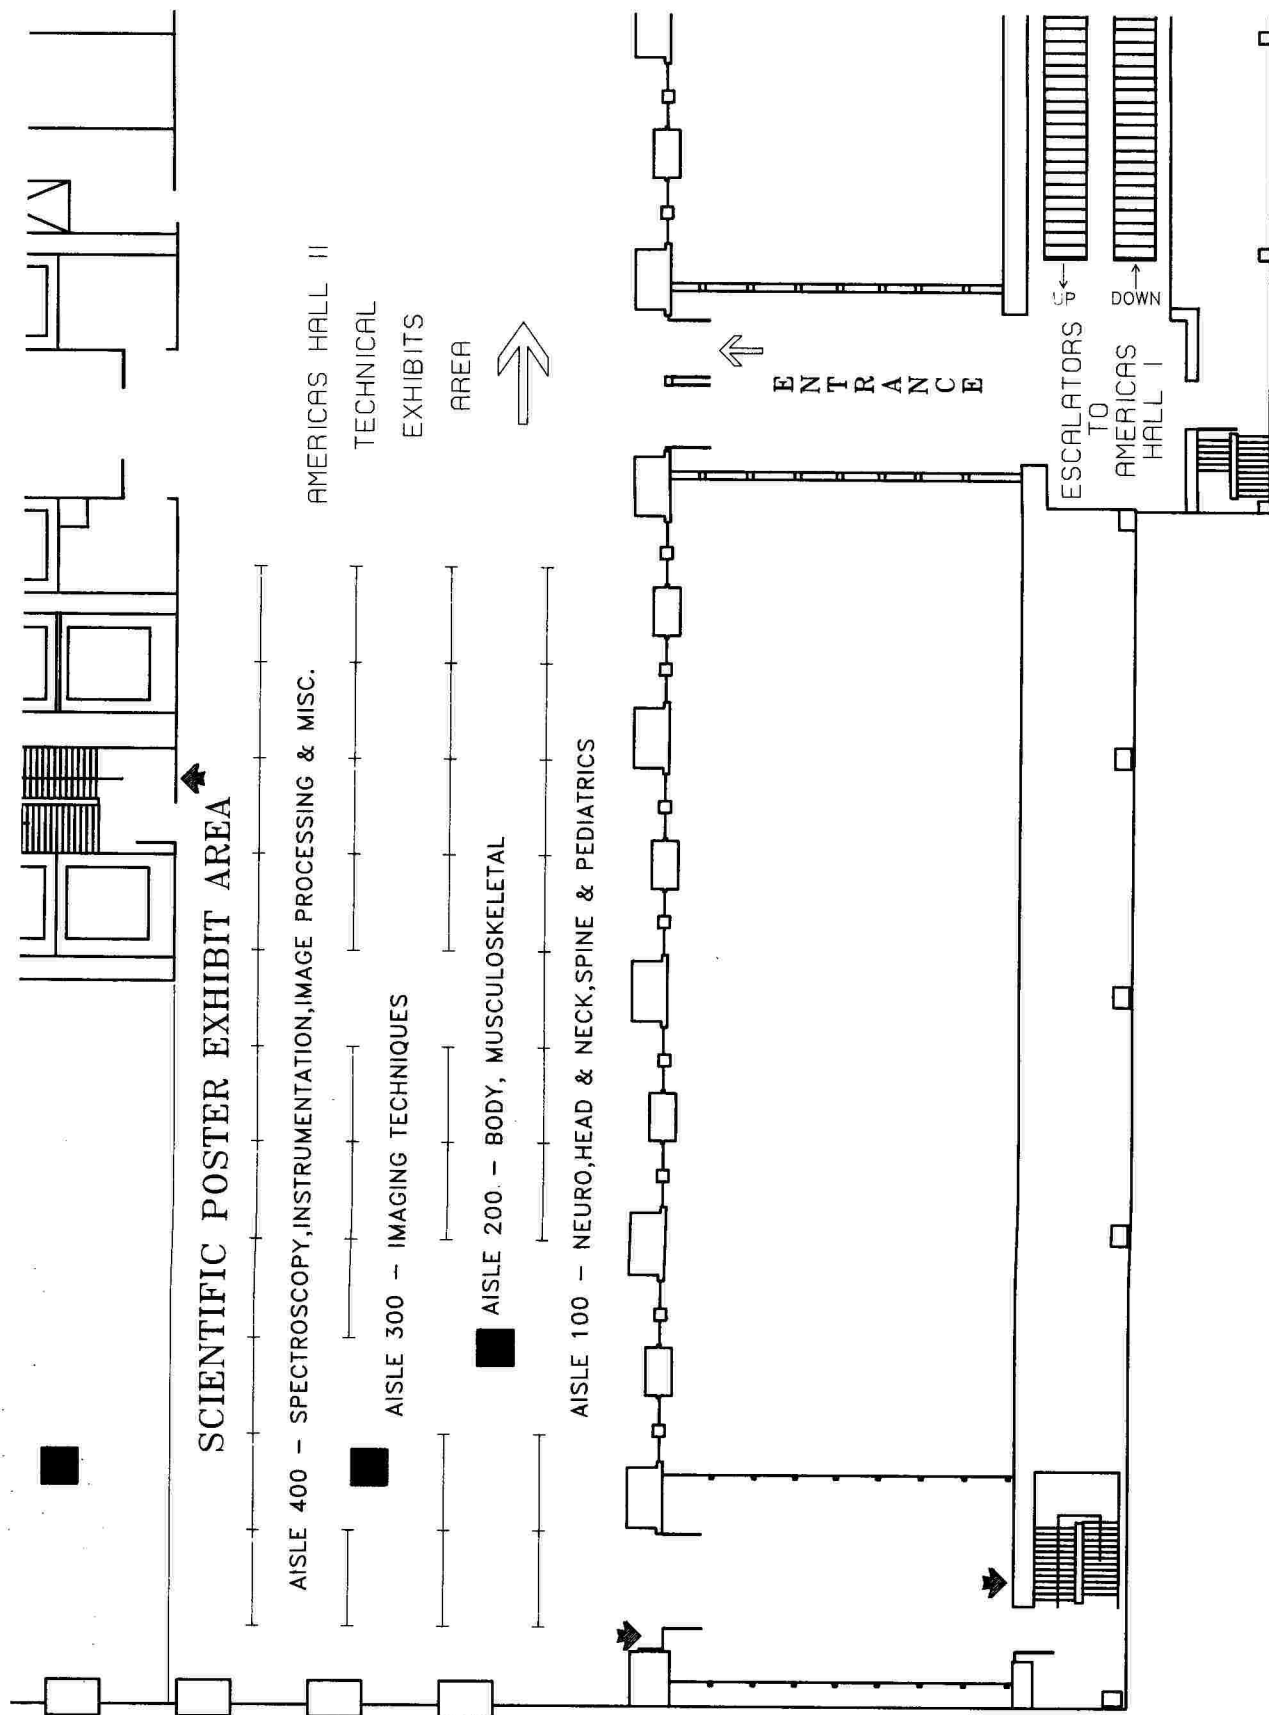 SCIENTIFIC POSTER EXHIBIT AREA
AISLE 400 – SPECTROSCOPY,INSTRUMENTATION,IMAGE PROCESSING & MISC.
AISLE 300 – IMAGING TECHNIQUES
AISLE 200. – BODY, MUSCULOSKELETAL
AISLE 100 – NEURO,HEAD & NECK,SPINE & PEDIATRICS
AMERICAS HALL II
TECHNICAL
EXHIBITS
AREA
ENTRANCE
ESCALATORS
TO
AMERICAS
HALL I
UP
DOWN